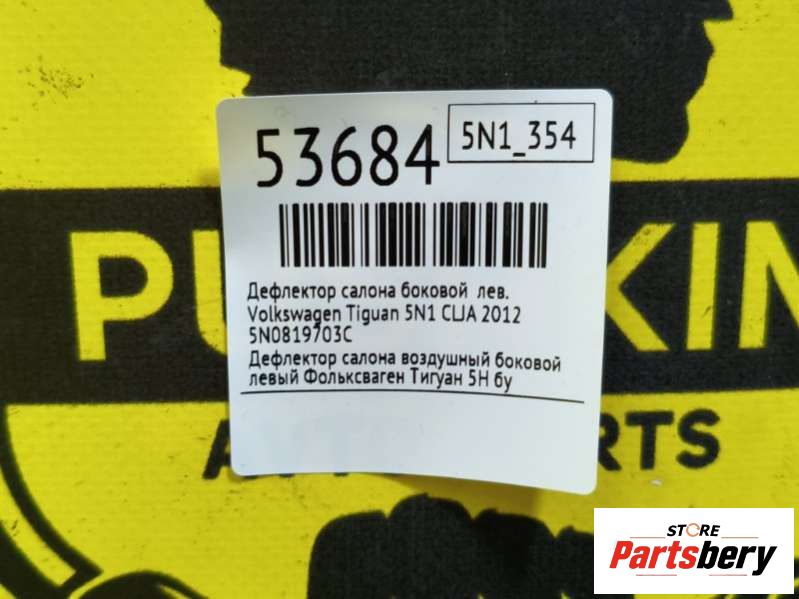 53684
5N1_354
Дефлектор салона боковой лев.
Volkswagen Tiguan 5N1 CLJA 2012
5N0819703C
Дефлектор салона воздушный боковой
левый Фольксваген Тигуан 5Н бу
STORE
Partsbery